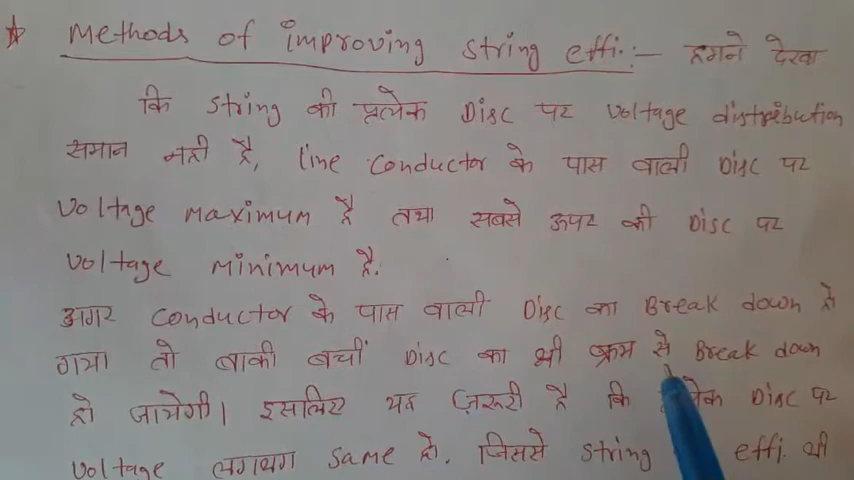 * Methods of improving string effi.:- हमने देखा
कि string की प्रत्येक Disc पर voltage distribution
समान नही है, line conductor के पास वाली Disc पर
voltage maximum है तथा सबसे ऊपर की Disc पर
voltage minimum है.
अगर conductor के पास वाली Disc का Break down हो
गया तो बाकी बचीं Disc का भी क्रम से Break down
हो जायेगी। इसलिए यह ज़रूरी है कि Disc पर
voltage लगभग same हो. जिससे string effi. भी